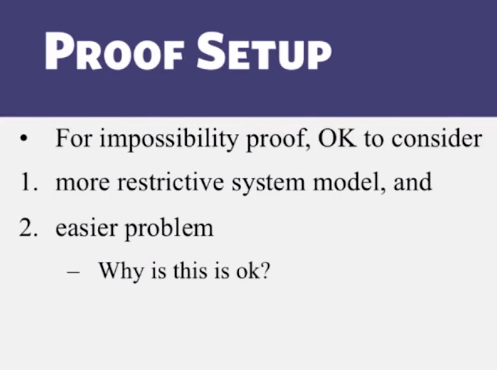 PROOF SETUP
• For impossibility proof, OK to consider
1. more restrictive system model, and
2. easier problem
– Why is this is ok?